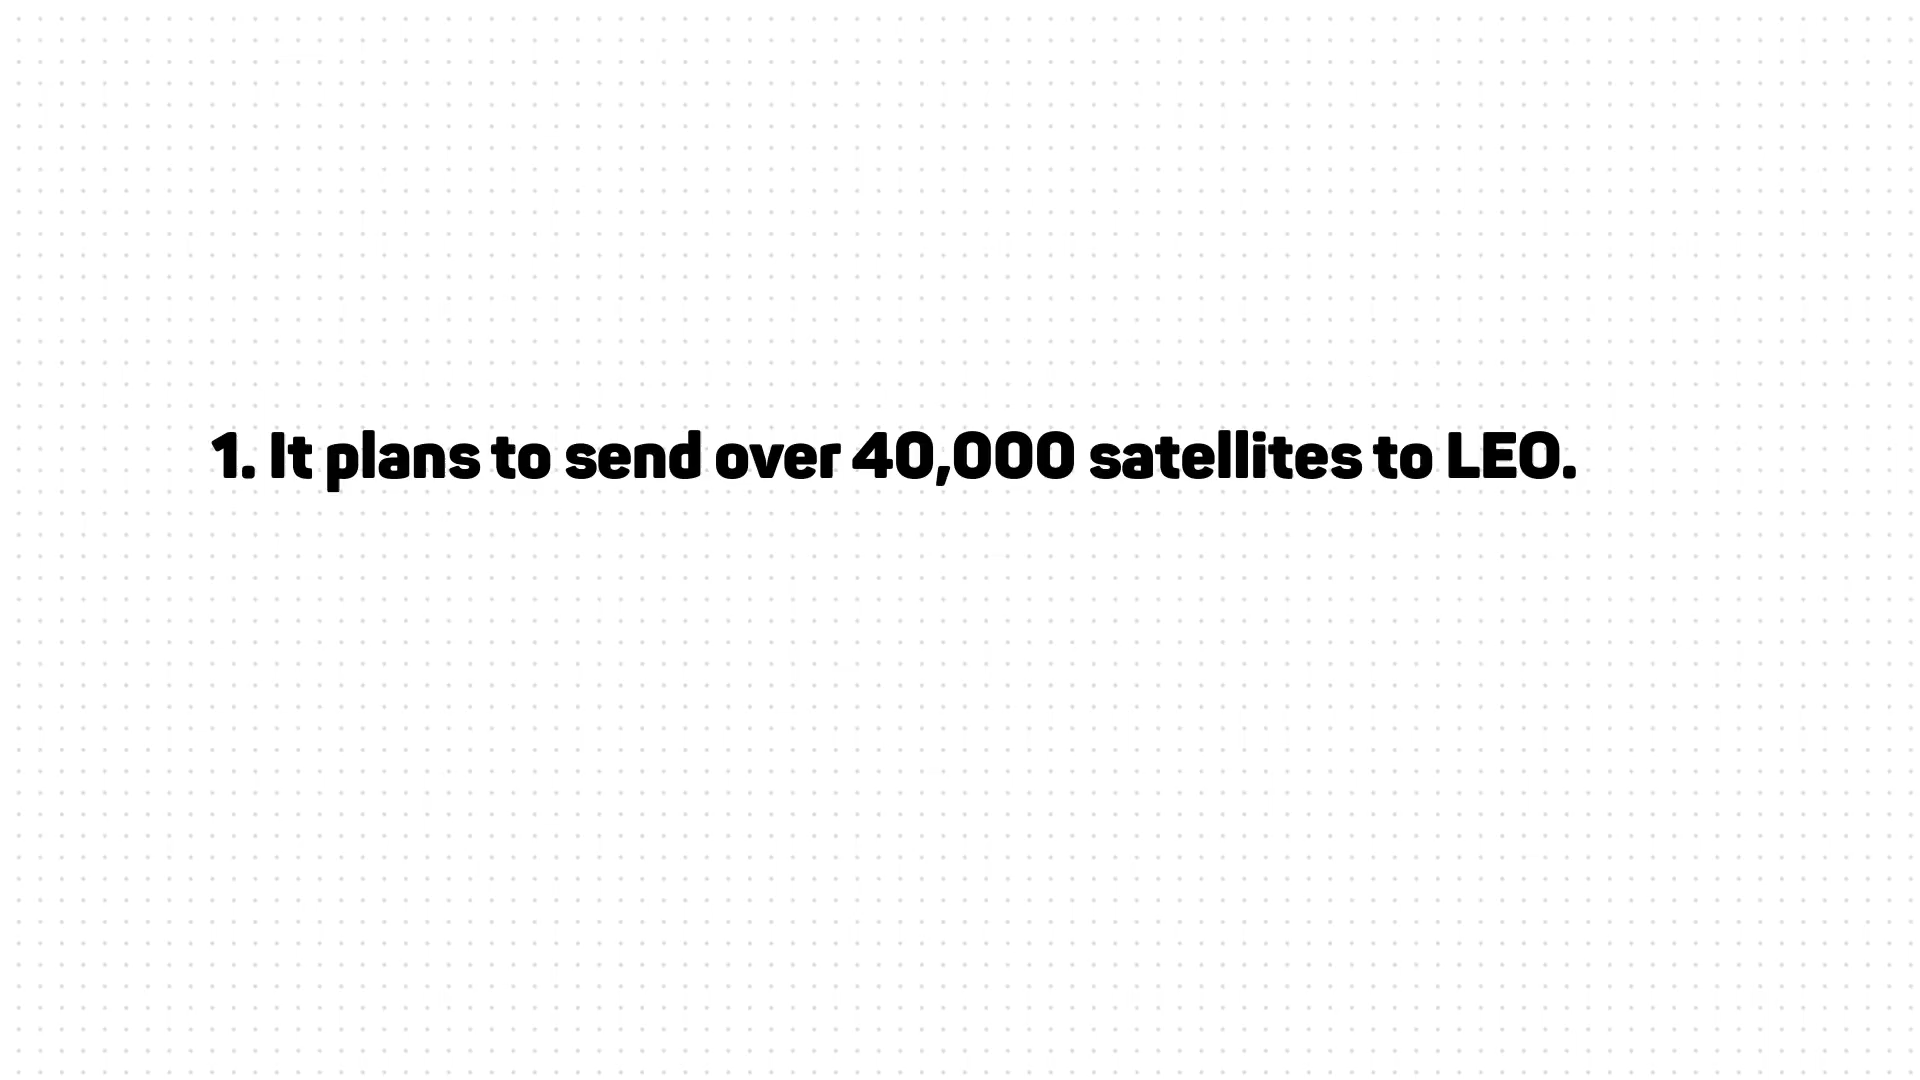 1. It plans to send over 40,000 satellites to LEO.